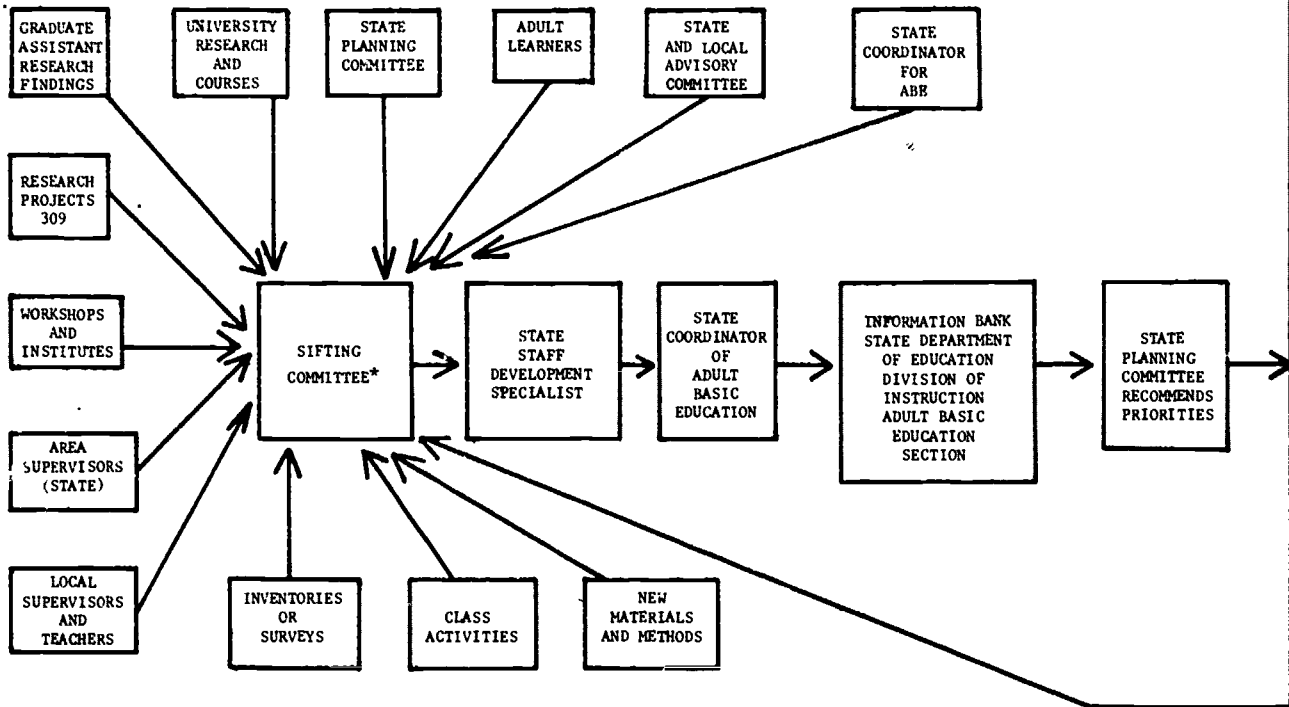 GRADUATE
ASSISTANT
RESEARCH
FINDINGS
UNIVERSITY
RESEARCH
AND
COURSES
STATE
PLANNING
COMMITTEE
ADULT
LEARNERS
STATE
AND LOCAL
ADVISORY
COMMITTEE
STATE
COORDINATOR
FOR
ABE
RESEARCH
PROJECTS
309
WORKSHOPS
AND
INSTITUTES
AREA
SUPERVISORS
(STATE)
LOCAL
SUPERVISORS
AND
TEACHERS
SIFTING
COMMITTEE*
STATE
STAFF
DEVELOPMENT
SPECIALIST
STATE
COORDINATOR
OF
ADULT
BASIC
EDUCATION
INFORMATION BANK
STATE DEPARTMENT
OF EDUCATION
DIVISION OF
INSTRUCTION
ADULT BASIC
EDUCATION
SECTION
STATE
PLANNING
COMMITTEE
RECOMMENDS
PRIORITIES
INVENTORIES
OR
SURVEYS
CLASS
ACTIVITIES
NEW
MATERIALS
AND METHODS